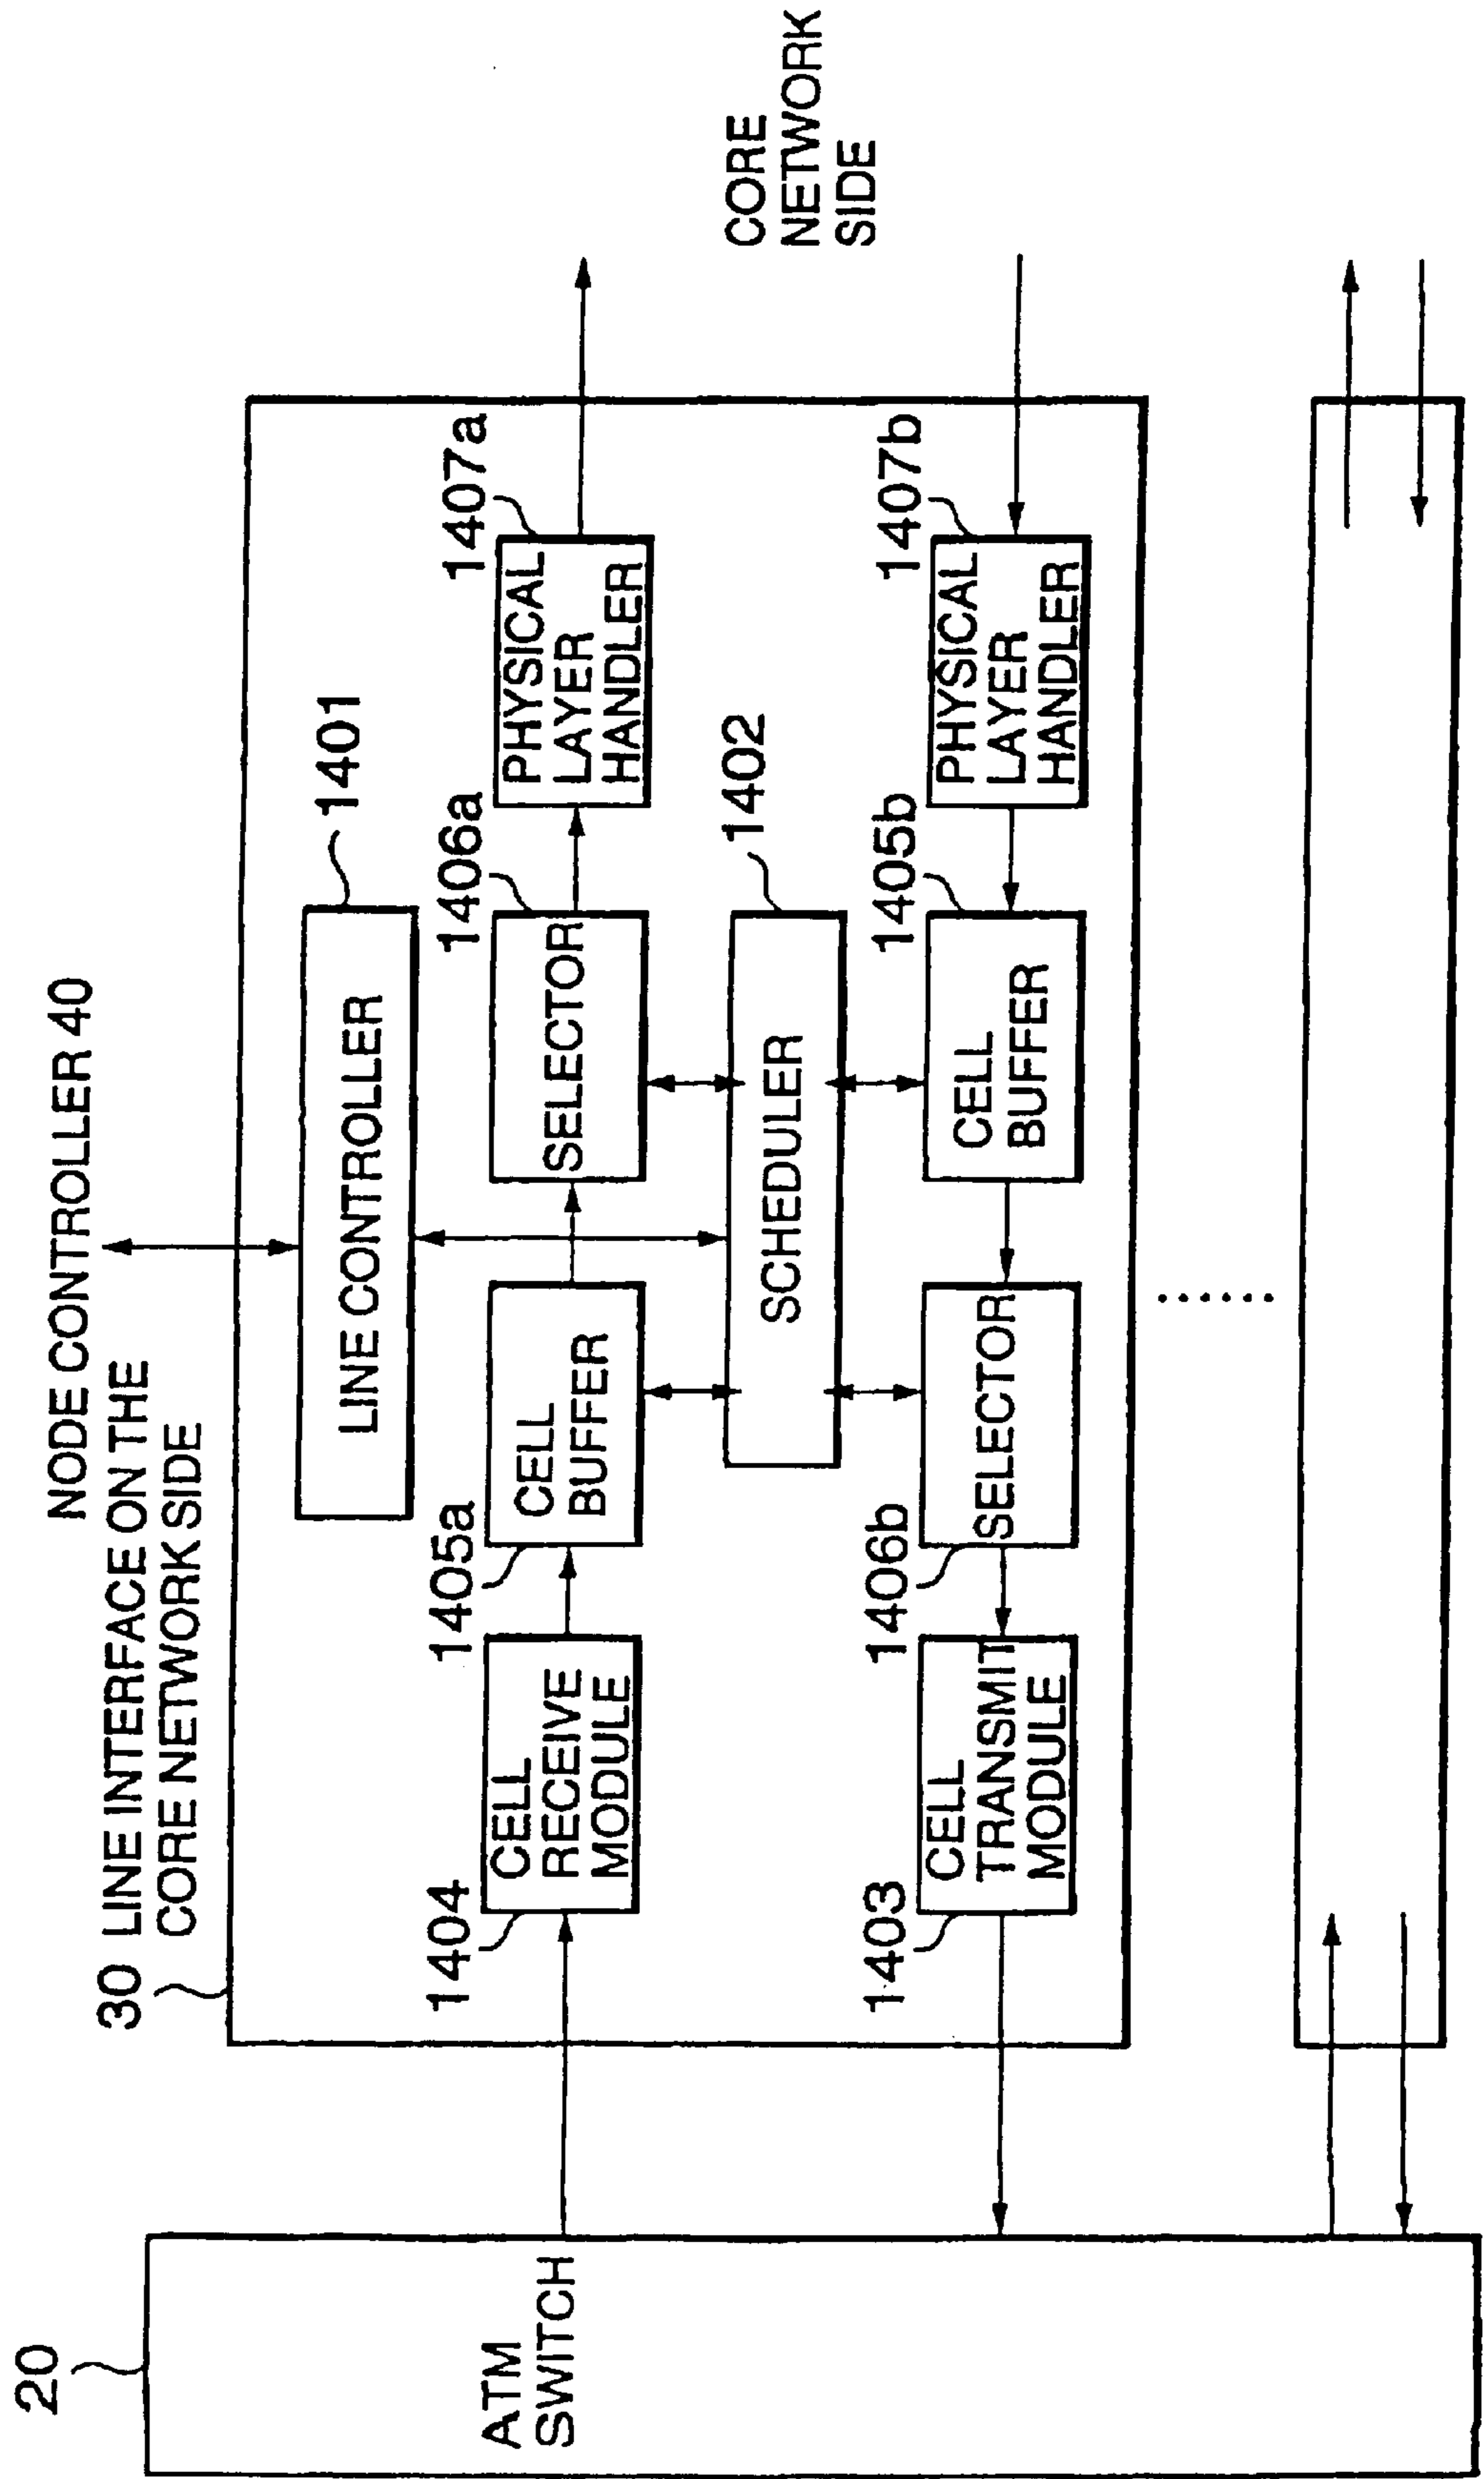 NODE CONTROLLER 40
30 LINE INTERFACE ON THE
CORE NETWORK SIDE
20
ATM
SWITCH
1401
LINE CONTROLLER
1404
CELL
RECEIVE
MODULE
1405a
CELL
BUFFER
1406a
SELECTOR
1407a
PHYSICAL
LAYER
HANDLER
1402
SCHEDULER
CORE
NETWORK
SIDE
1403
CELL
TRANSMIT
MODULE
1406b
SELECTOR
1405b
CELL
BUFFER
1407b
PHYSICAL
LAYER
HANDLER